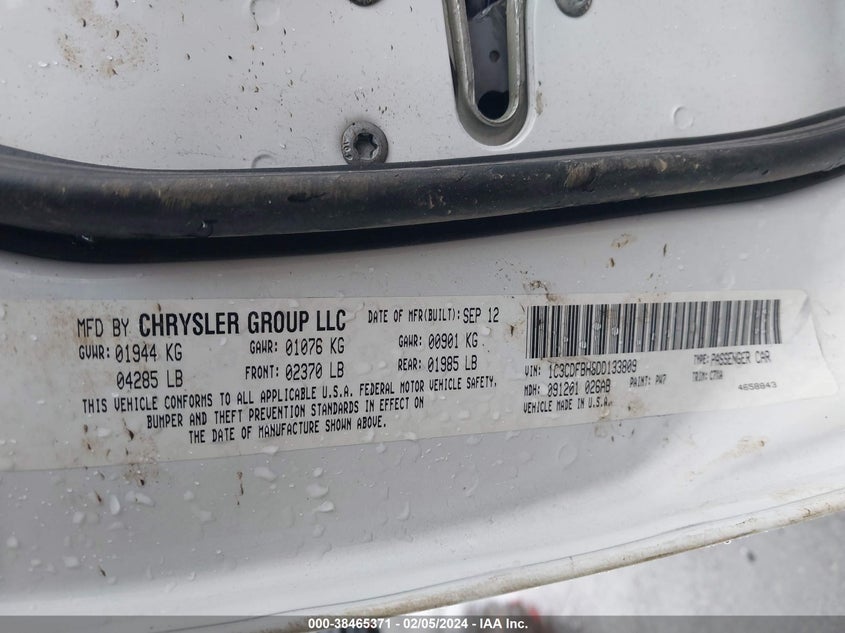 MFD BY CHRYSLER GROUP LLC DATE OF MFR(BUILT): SEP 12
GVWR: 01944 KG GAWR: 01076 KG GAWR: 00901 KG
04285 LB FRONT: 02370 LB REAR: 01985 LB
THIS VEHICLE CONFORMS TO ALL APPLICABLE U.S.A. FEDERAL MOTOR VEHICLE SAFETY,
BUMPER AND THEFT PREVENTION STANDARDS IN EFFECT ON
THE DATE OF MANUFACTURE SHOWN ABOVE.
VIN: 1C3CDFBH8DD133809 TYPE: PASSENGER CAR
MDH: 091201 026AB PAINT: PW7 TRIM:
VEHICLE MADE IN U.S.A. 4658843
000-38465371 - 02/05/2024 - IAA Inc.